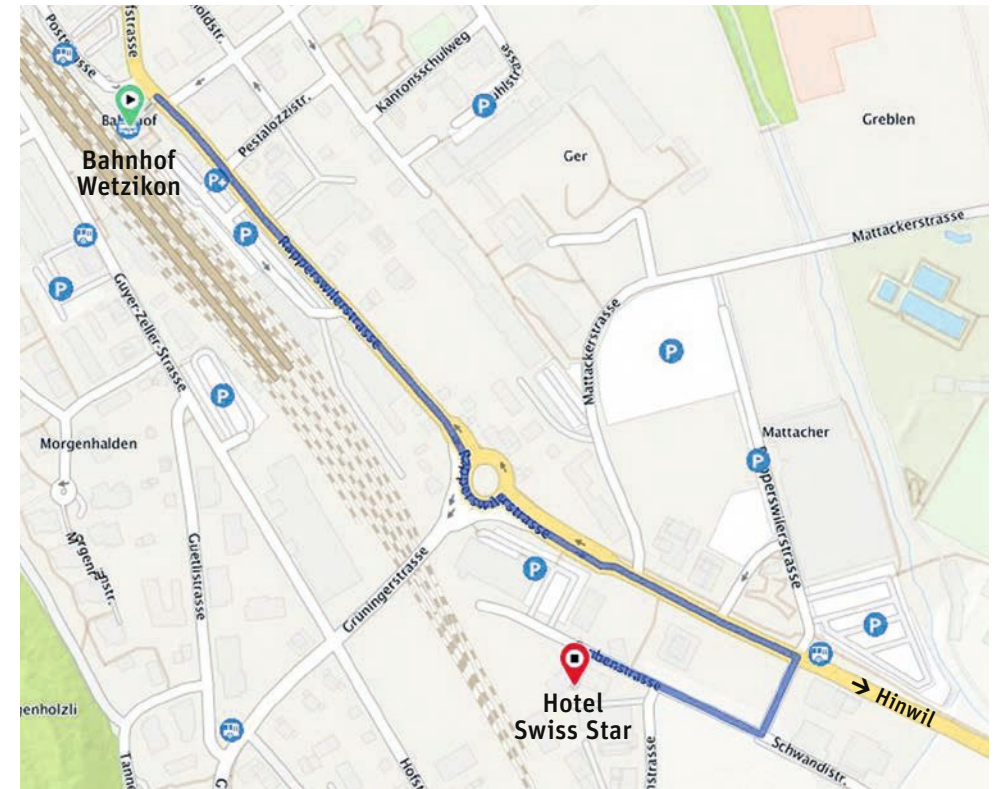 Poststrasse
Bahnhof
Bahnhof
Wetzikon
Pestalozzistr.
Kantonsschulweg
P
P
P
P
Ger
Greblen
Mattackerstrasse
Rapperswilerstrasse
Guyer-Zeller-Strasse
P
Mattackerstrasse
P
Morgenhalden
Mattacher
P
Rapperswilerstrasse
Rapperswilerstrasse
Guetlistrasse
Grüningerstrasse
P
P
Hotel
Swiss Star
→ Hinwil
Schwandistr.